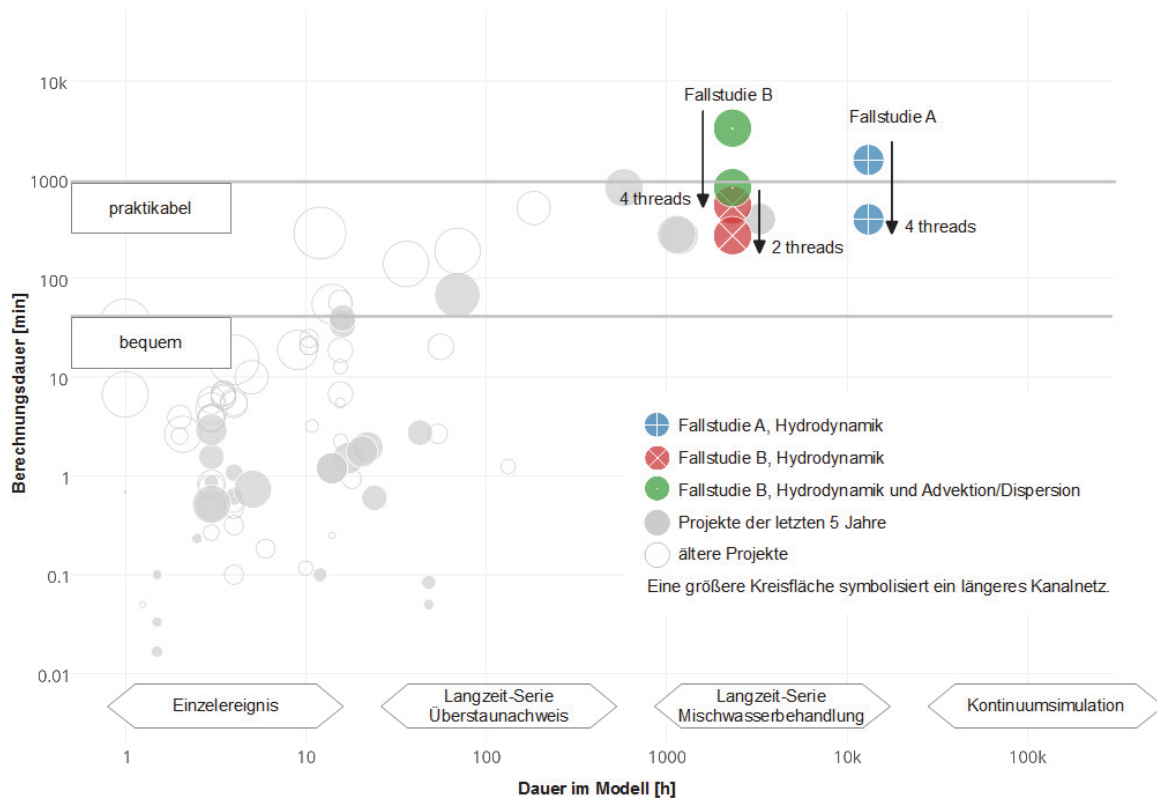 10k
Fallstudie B
Fallstudie A
1000
praktikabel
4 threads
4 threads
2 threads
100
bequem
10
Fallstudie A, Hydrodynamik
Fallstudie B, Hydrodynamik
Fallstudie B, Hydrodynamik und Advektion/Dispersion
Projekte der letzten 5 Jahre
ältere Projekte
Eine größere Kreisfläche symbolisiert ein längeres Kanalnetz.
1
0.1
0.01
Berechnungsdauer [min]
Einzelereignis
Langzeit-Serie
Überstaunachweis
Langzeit-Serie
Mischwasserbehandlung
Kontinuumsimulation
1 10 100 1000 10k 100k
Dauer im Modell [h]